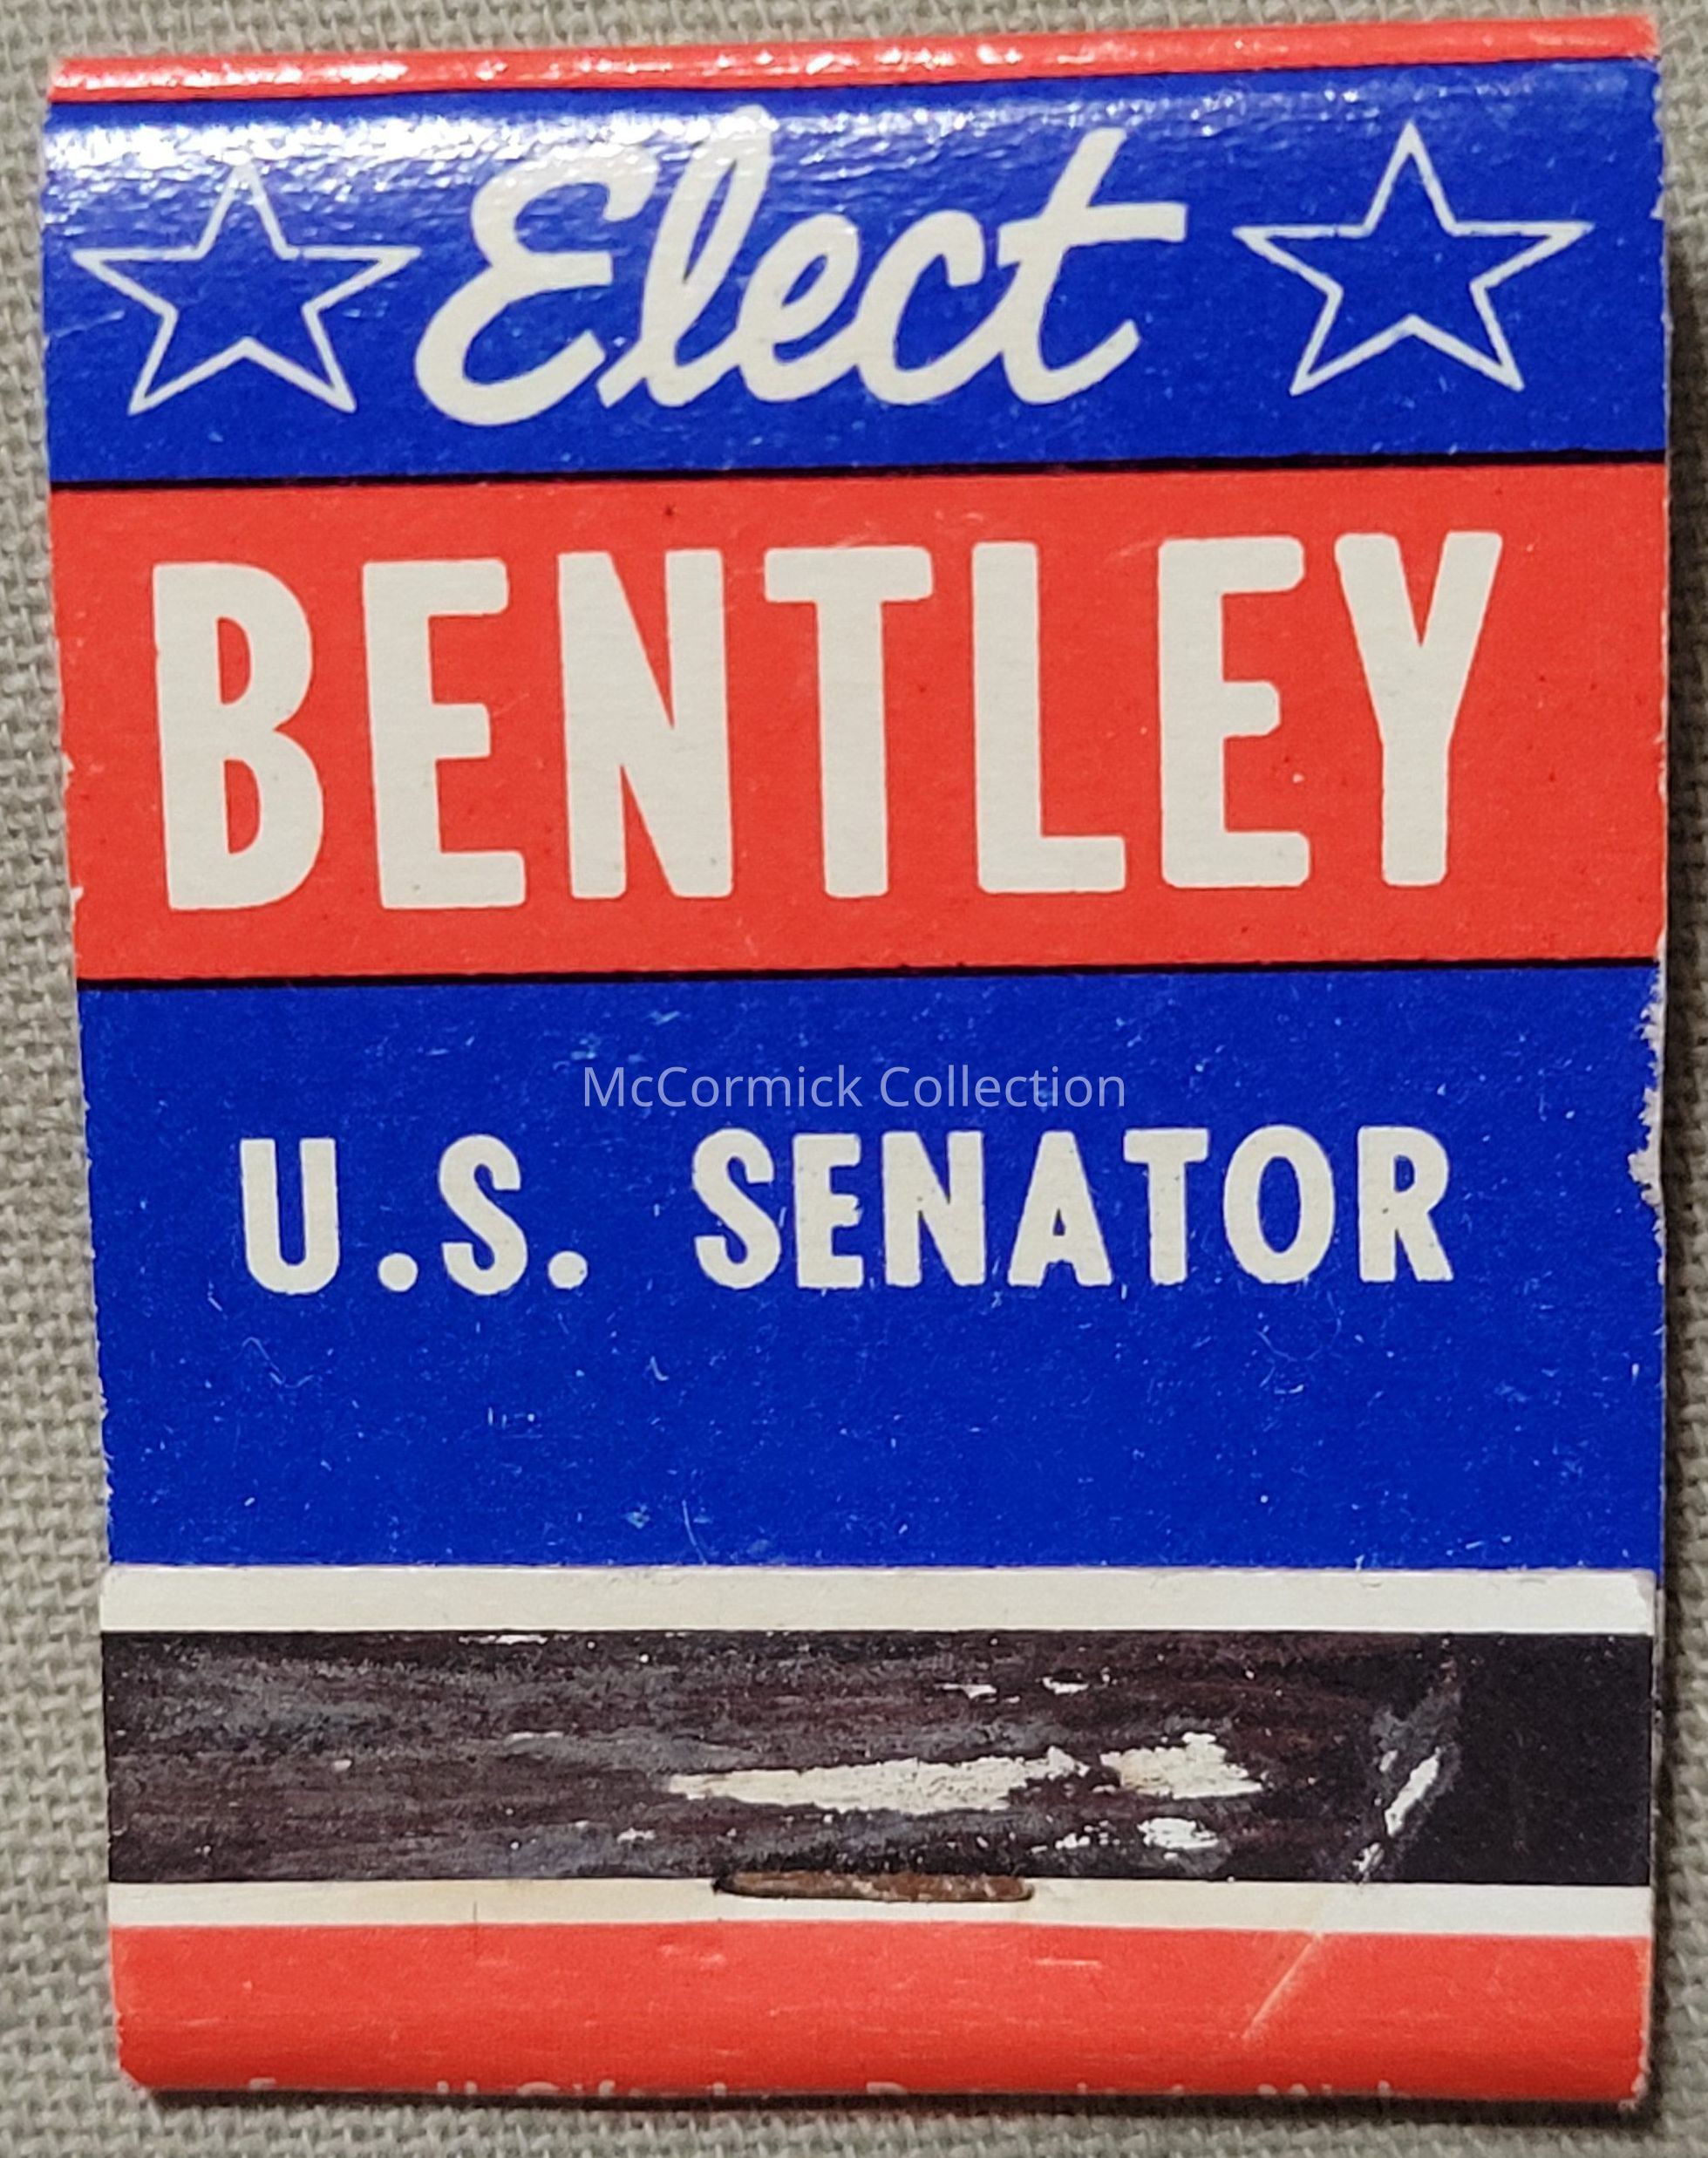 Elect
BENTLEY
McCormick Collection
U.S. SENATOR